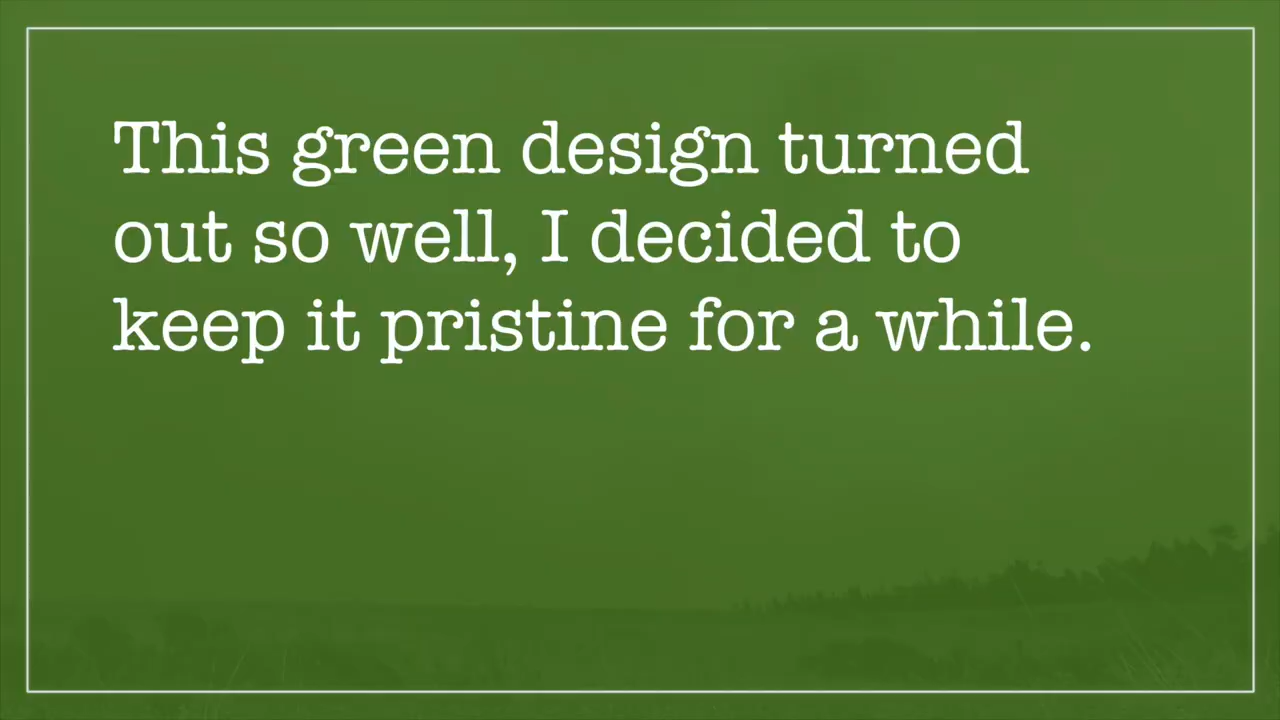 This green design turned
out so well, I decided to
keep it pristine for a while.